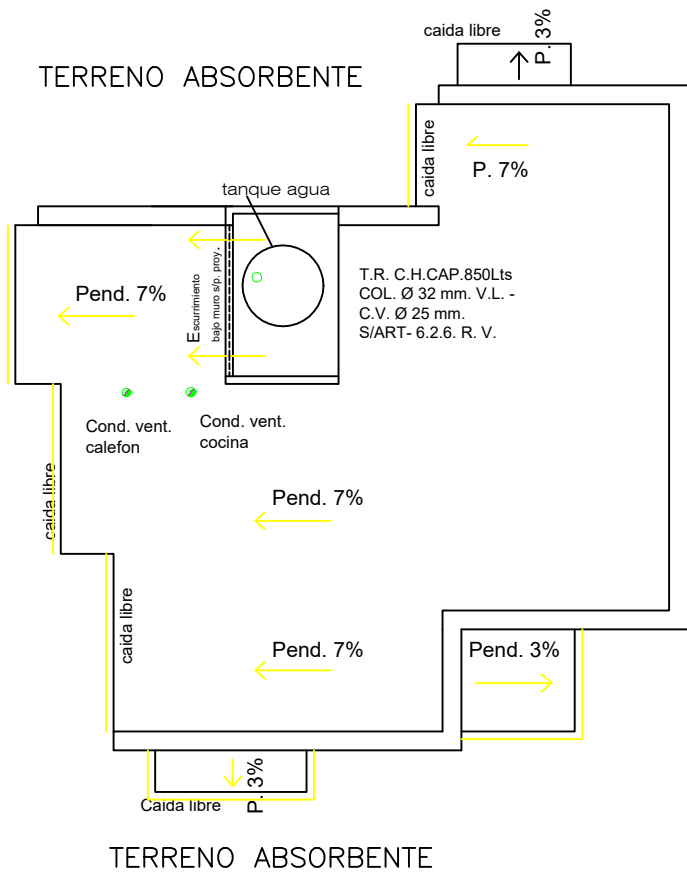 caida libre
P. 3%
TERRENO ABSORBENTE
caida libre
P. 7%
tanque agua
Escurrimiento
bajo muro s/p. proy.
T.R. C.H.CAP.850Lts
COL. Ø 32 mm. V.L. -
C.V. Ø 25 mm.
S/ART- 6.2.6. R. V.
Pend. 7%
Cond. vent.
calefon
Cond. vent.
cocina
caida libre
Pend. 7%
caida libre
Pend. 7%
Pend. 3%
P. 3%
Caida libre
TERRENO ABSORBENTE